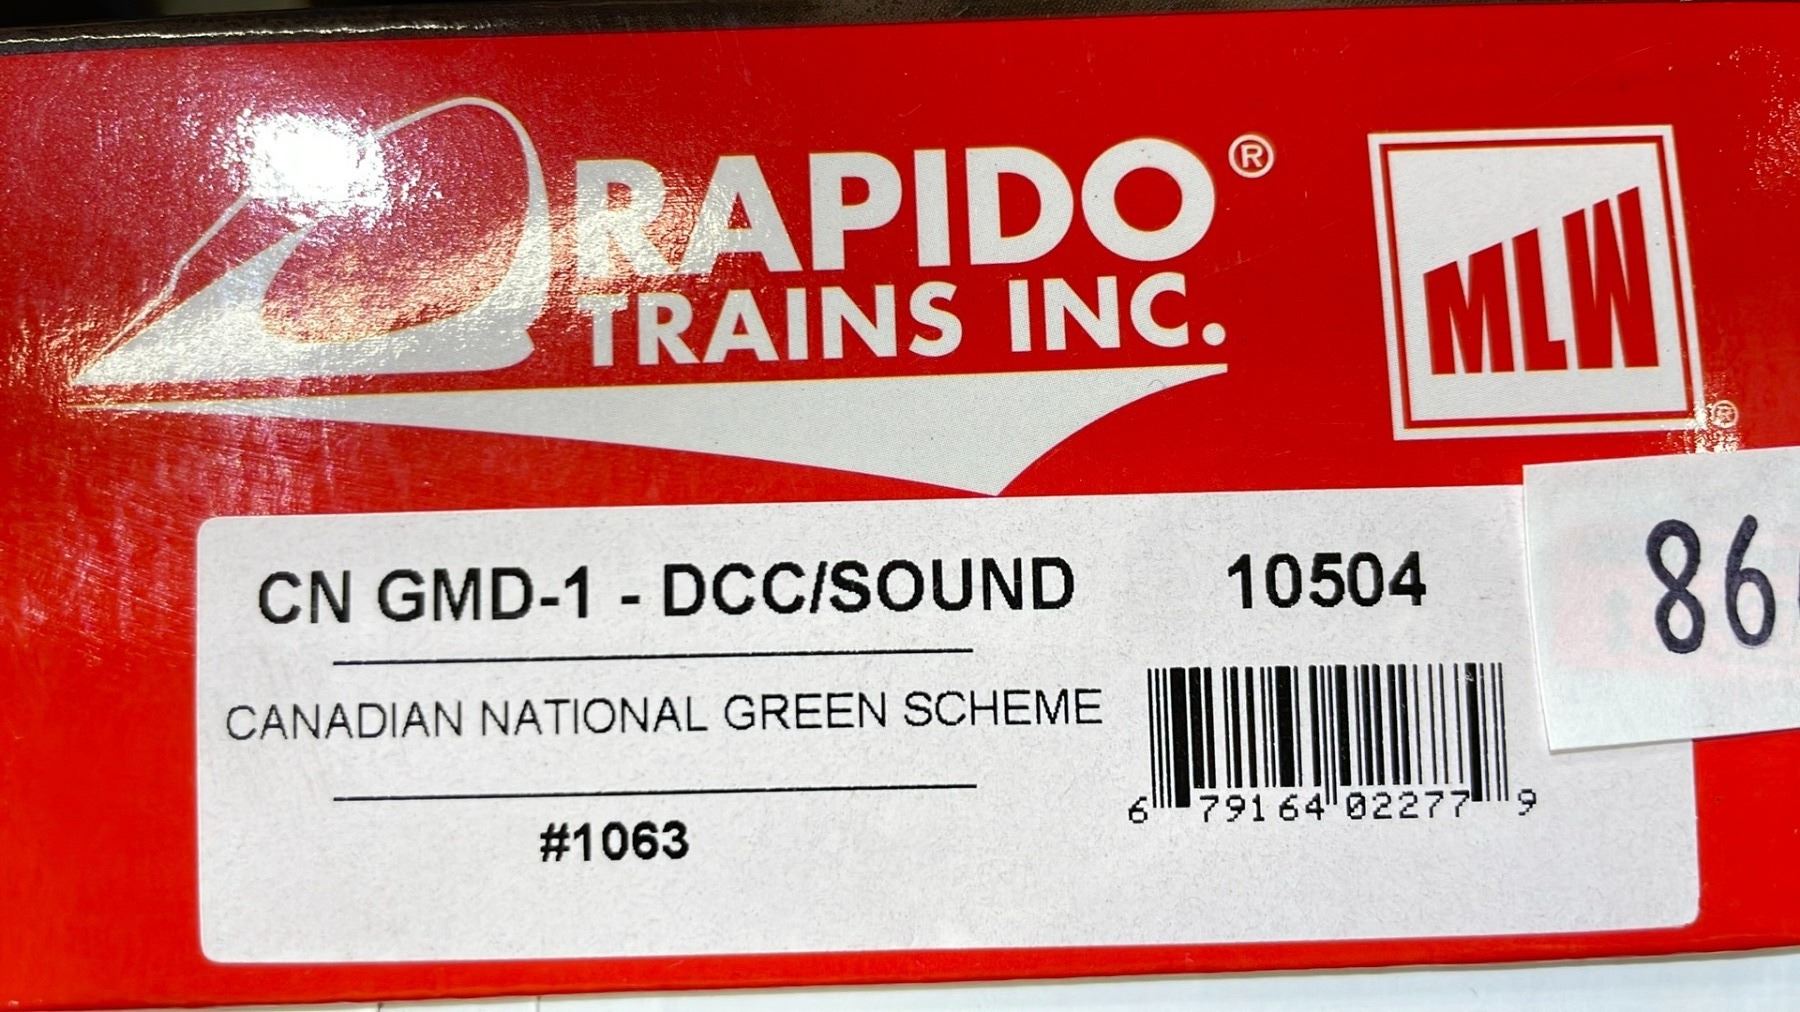 RAPIDO®
TRAINS INC.
MLW®
CN GMD-1 - DCC/SOUND
10504
CANADIAN NATIONAL GREEN SCHEME
#1063
6 79164 02277 9
86